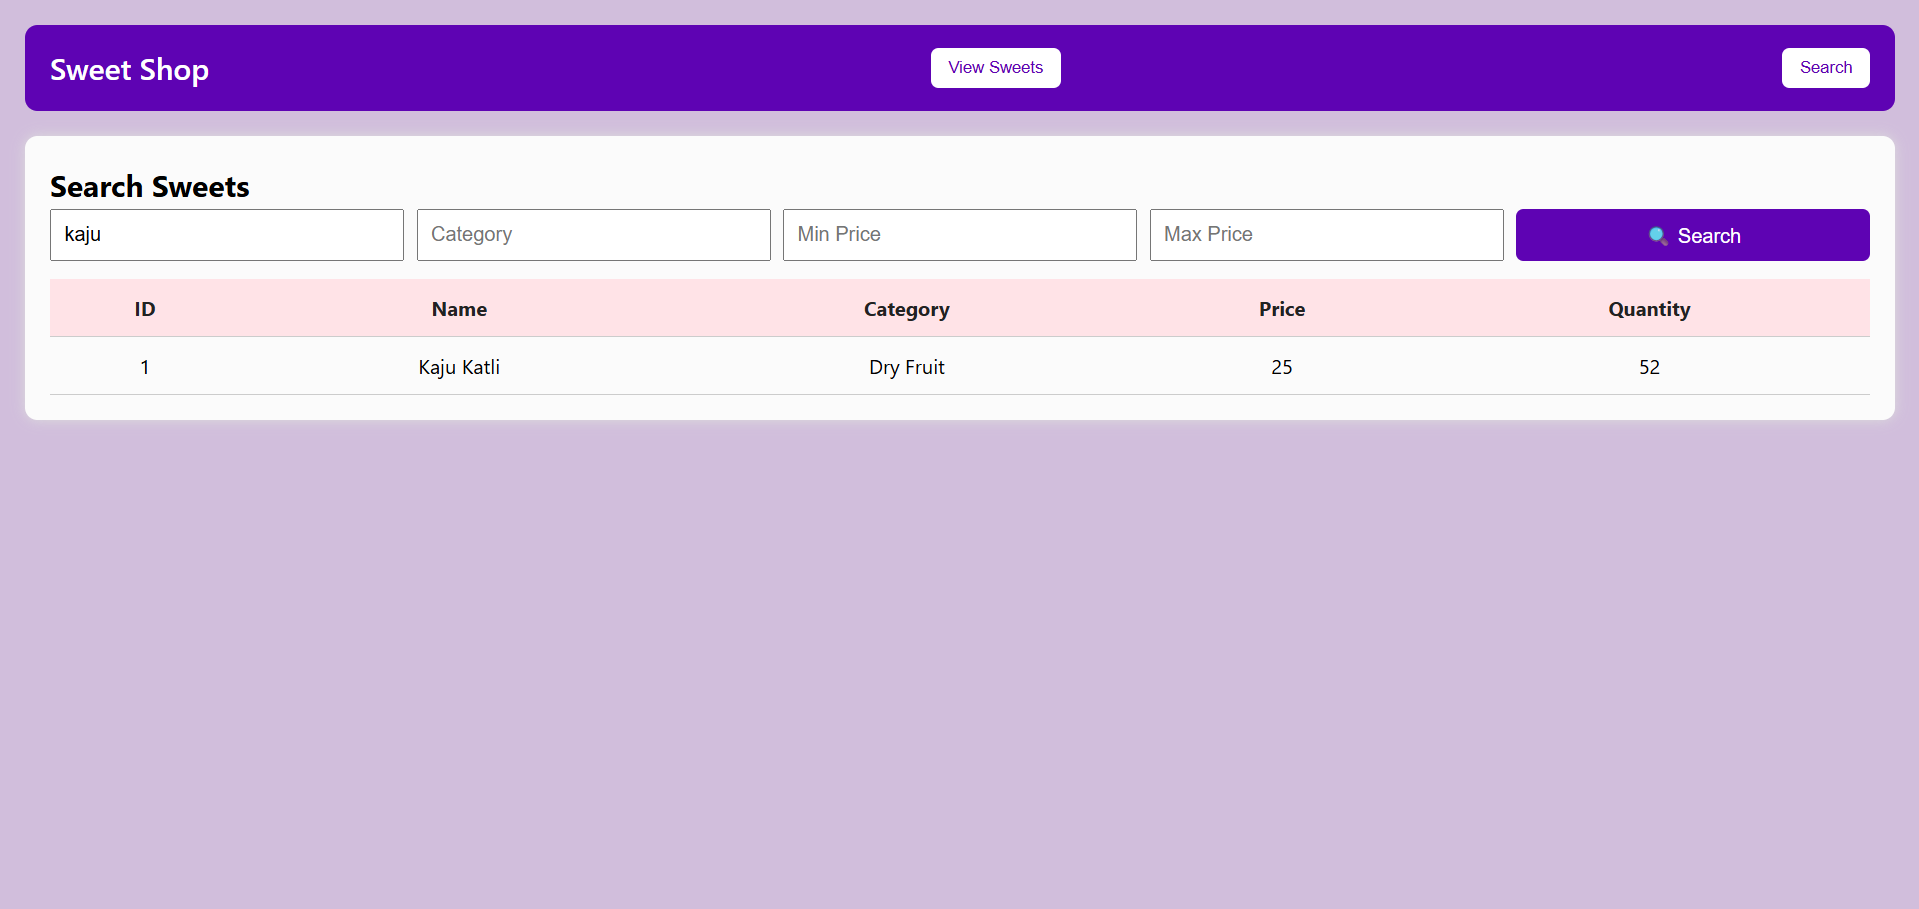 Sweet Shop View Sweets Search
Search Sweets
kaju Category Min Price Max Price Search
ID Name Category Price Quantity
1 Kaju Katli Dry Fruit 25 52